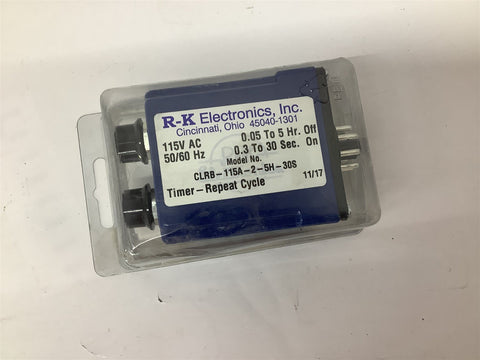 R-K Electronics, Inc.
Cincinnati, Ohio 45040-1301
115V AC 0.05 To 5 Hr. Off
50/60 Hz 0.3 To 30 Sec. On
Model No.
CLRB-115A-2-5H-30S
Timer-Repeat Cycle 11/17